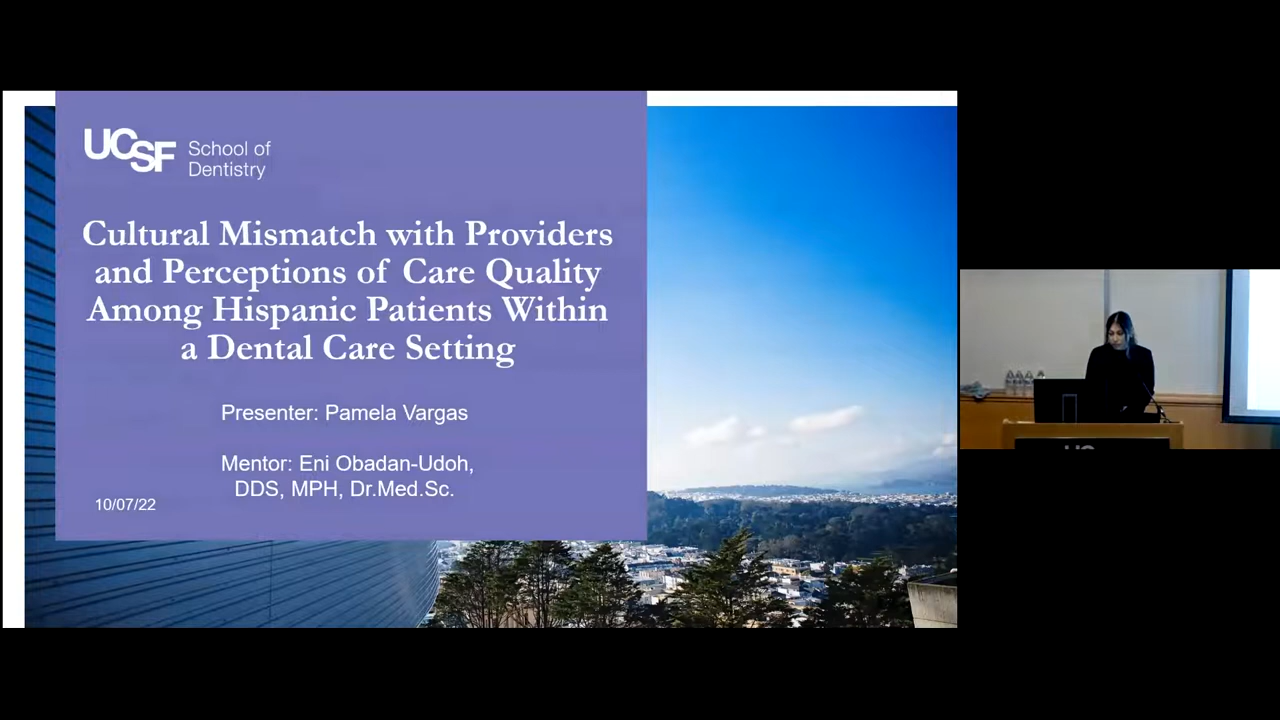 UCSF School of
Dentistry
Cultural Mismatch with Providers
and Perceptions of Care Quality
Among Hispanic Patients Within
a Dental Care Setting
Presenter: Pamela Vargas
Mentor: Eni Obadan-Udoh,
DDS, MPH, Dr.Med.Sc.
10/07/22